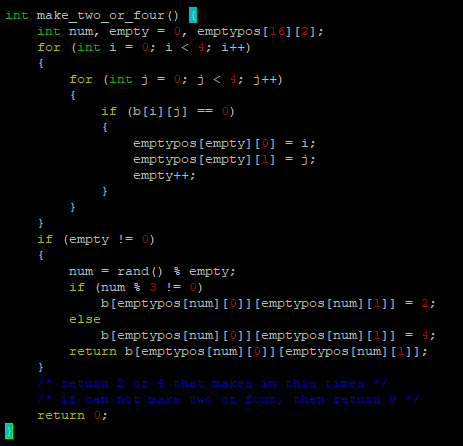 int make_two_or_four() {
    int num, empty = 0, emptypos[16][2];
    for (int i = 0; i < 4; i++)
    {
        for (int j = 0; j < 4; j++)
        {
            if (b[i][j] == 0)
            {
                emptypos[empty][0] = i;
                emptypos[empty][1] = j;
                empty++;
            }
        }
    }
    if (empty != 0)
    {
        num = rand() % empty;
        if (num % 3 != 0)
            b[emptypos[num][0]][emptypos[num][1]] = 2;
        else
            b[emptypos[num][0]][emptypos[num][1]] = 4;
        return b[emptypos[num][0]][emptypos[num][1]];
    }
    /* return 2 or 4 that makes in this times */
    /* if can not make two or four, then return 0 */
    return 0;
}